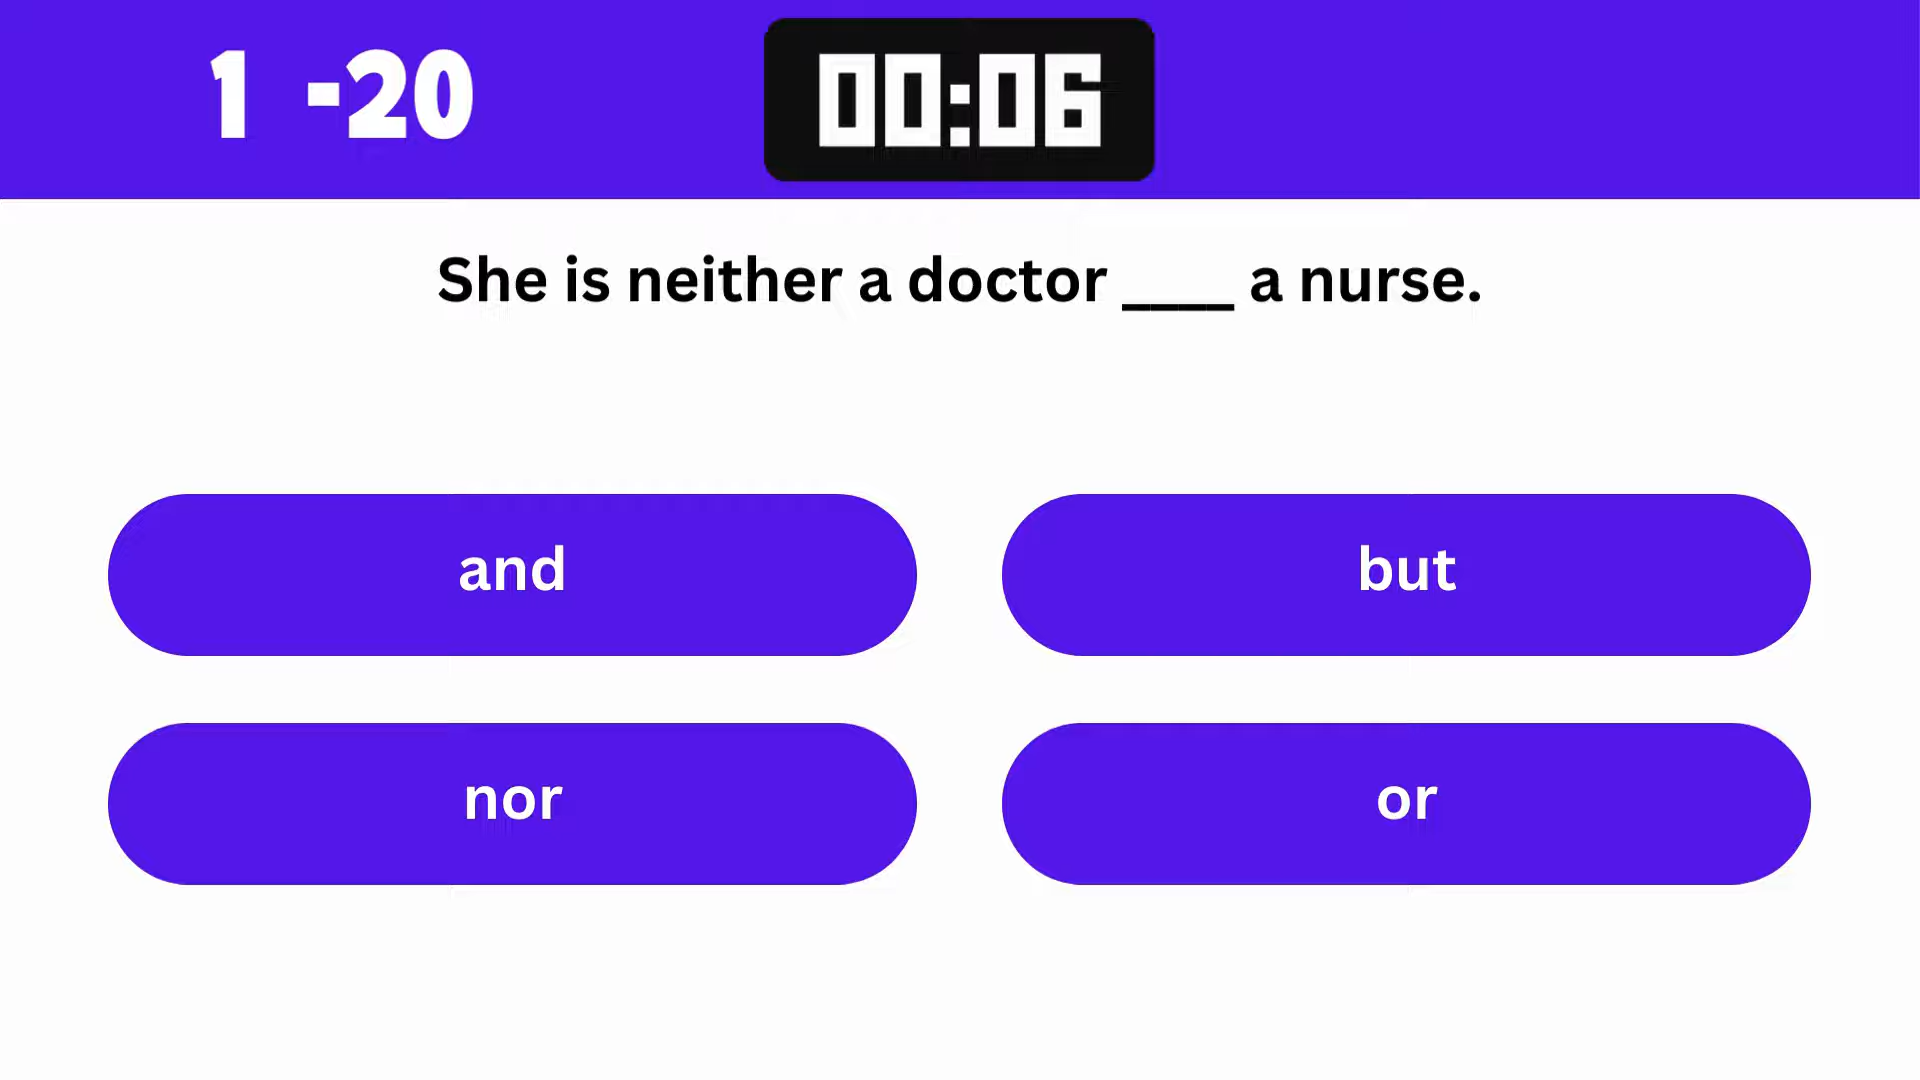 1 -20
00:06
She is neither a doctor ____ a nurse.
and
but
nor
or